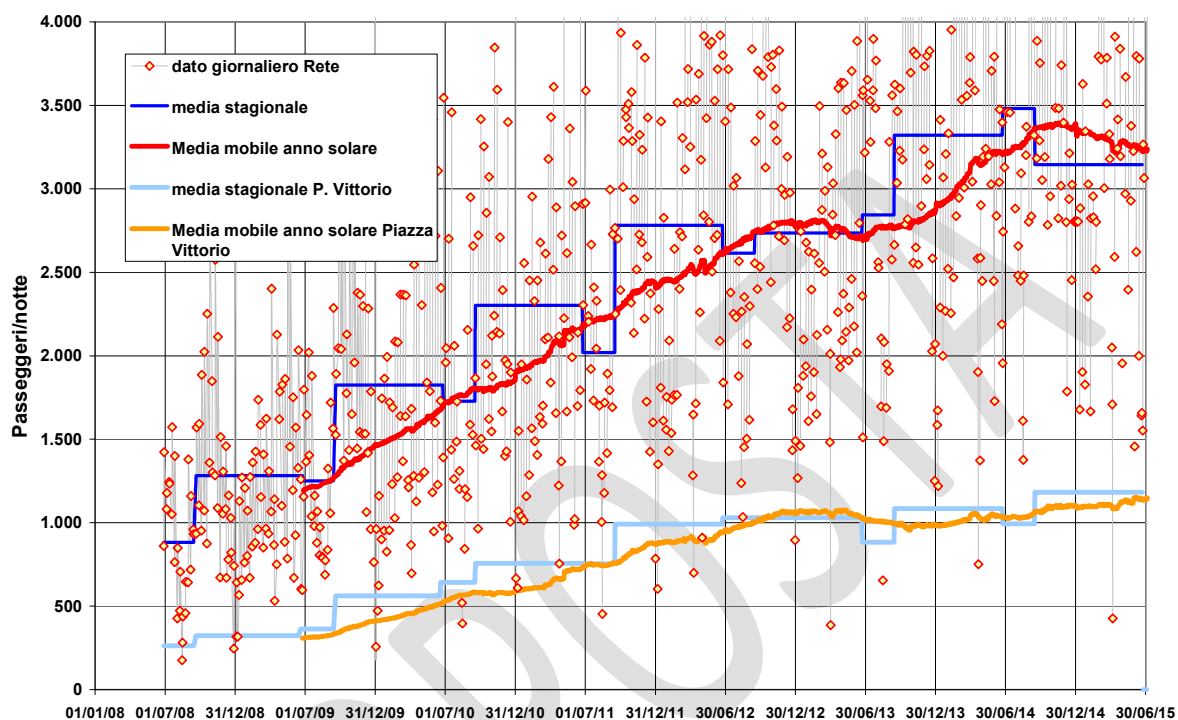 4.000
3.500
3.000
2.500
2.000
1.500
1.000
500
0
Passeggeri/notte
dato giornaliero Rete
media stagionale
Media mobile anno solare
media stagionale P. Vittorio
Media mobile anno solare Piazza
Vittorio
01/01/08 01/07/08 31/12/08 01/07/09 31/12/09 01/07/10 31/12/10 01/07/11 31/12/11 30/06/12 30/12/12 30/06/13 30/12/13 30/06/14 30/12/14 30/06/15